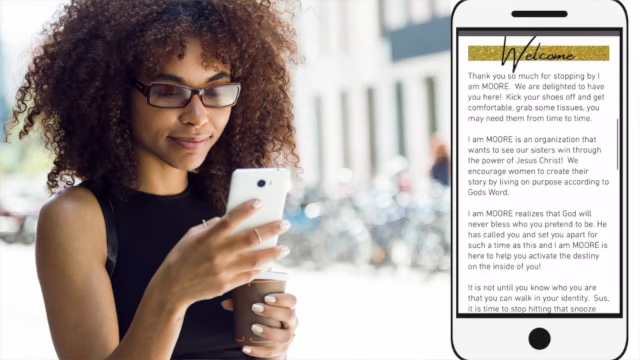 Welcome
Thank you so much for stopping by I
am MOORE. We are delighted to have
you here! Kick your shoes off and get
comfortable, grab some tissues, you
may need them from time to time.
I am MOORE is an organization that
wants to see our sisters win through
the power of Jesus Christ! We
encourage women to create their
story by living on purpose according to
Gods Word.
I am MOORE realizes that God will
never bless who you pretend to be. He
has called you and set you apart for
such a time as this and I am MOORE is
here to help you activate the destiny
on the inside of you!
It is not until you know who you are
that you can walk in your identity. Sus,
it is time to stop hitting that snooze